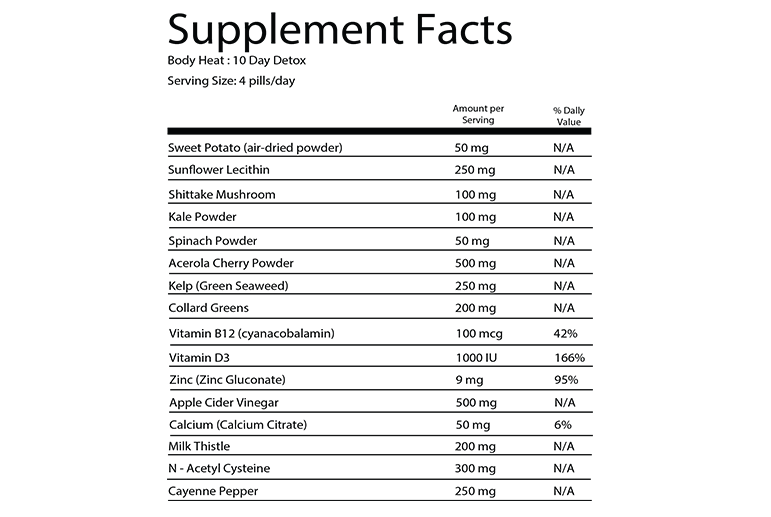 Supplement Facts
Body Heat : 10 Day Detox
Serving Size: 4 pills/day
Amount per Serving % Dally Value
Sweet Potato (air-dried powder) 50 mg N/A
Sunflower Lecithin 250 mg N/A
Shittake Mushroom 100 mg N/A
Kale Powder 100 mg N/A
Spinach Powder 50 mg N/A
Acerola Cherry Powder 500 mg N/A
Kelp (Green Seaweed) 250 mg N/A
Collard Greens 200 mg N/A
Vitamin B12 (cyanacobalamin) 100 mcg 42%
Vitamin D3 1000 IU 166%
Zinc (Zinc Gluconate) 9 mg 95%
Apple Cider Vinegar 500 mg N/A
Calcium (Calcium Citrate) 50 mg 6%
Milk Thistle 200 mg N/A
N - Acetyl Cysteine 300 mg N/A
Cayenne Pepper 250 mg N/A